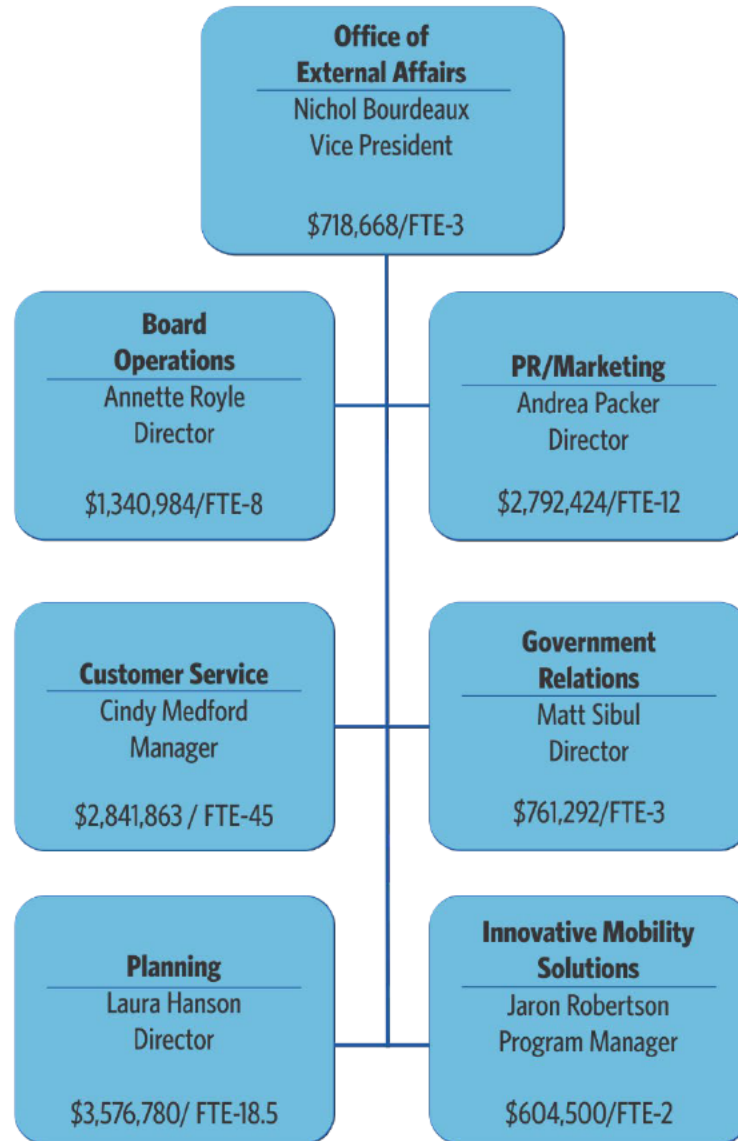 Office of
External Affairs
Nichol Bourdeaux
Vice President
$718,668/FTE-3
Board
Operations
Annette Royle
Director
$1,340,984/FTE-8
PR/Marketing
Andrea Packer
Director
$2,792,424/FTE-12
Customer Service
Cindy Medford
Manager
$2,841,863 / FTE-45
Government
Relations
Matt Sibul
Director
$761,292/FTE-3
Planning
Laura Hanson
Director
$3,576,780/ FTE-18.5
Innovative Mobility
Solutions
Jaron Robertson
Program Manager
$604,500/FTE-2